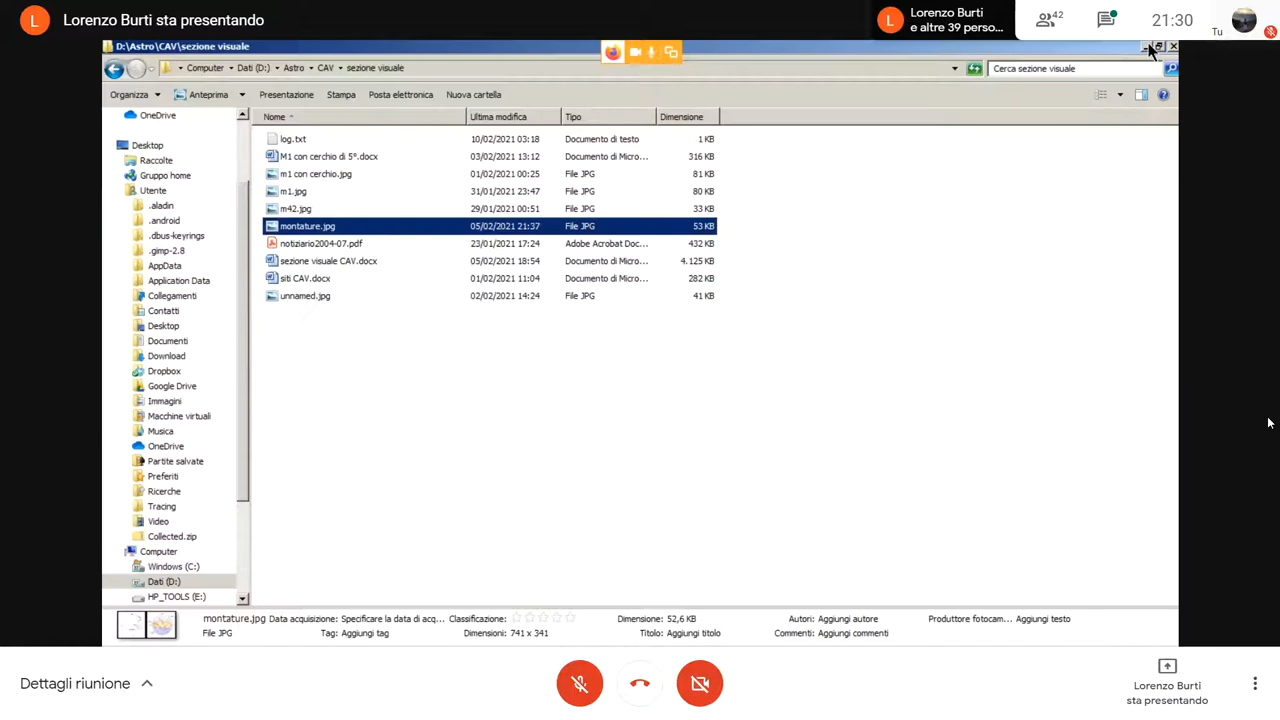 L Lorenzo Burti sta presentando
L Lorenzo Burti
e altre 39 perso...
42
21:30
Tu
D:\Astro\CAV\sezione visuale
Computer Dati (D:) Astro CAV sezione visuale
Cerca sezione visuale
Organizza Anteprima Presentazione Stampa Posta elettronica Nuova cartella
OneDrive
Desktop
Raccolte
Gruppo home
Utente
.aladin
.android
.dbus-keyrings
.gimp-2.8
AppData
Application Data
Collegamenti
Contatti
Desktop
Documenti
Download
Dropbox
Google Drive
Immagini
Macchine virtuali
Musica
OneDrive
Partite salvate
Preferiti
Ricerche
Tracing
Video
Collected.zip
Computer
Windows (C:)
Dati (D:)
HP_TOOLS (E:)
Nome Ultima modifica Tipo Dimensione
log.txt 10/02/2021 03:18 Documento di testo 1 KB
M1 con cerchio di 5°.docx 03/02/2021 13:12 Documento di Micro... 316 KB
m1 con cerchio.jpg 01/02/2021 00:25 File JPG 81 KB
m1.jpg 31/01/2021 23:47 File JPG 80 KB
m42.jpg 29/01/2021 00:51 File JPG 33 KB
montature.jpg 05/02/2021 21:37 File JPG 53 KB
notiziario2004-07.pdf 23/01/2021 17:24 Adobe Acrobat Doc... 432 KB
sezione visuale CAV.docx 05/02/2021 18:54 Documento di Micro... 4.125 KB
siti CAV.docx 01/02/2021 11:04 Documento di Micro... 282 KB
unnamed.jpg 02/02/2021 14:24 File JPG 41 KB
montature.jpg Data acquisizione: Specificare la data di acq... Classificazione: Dimensione: 52,6 KB Autori: Aggiungi autore Produttore fotocam... Aggiungi testo
File JPG Tag: Aggiungi tag Dimensioni: 741 x 341 Titolo: Aggiungi titolo Commenti: Aggiungi commenti
Dettagli riunione
Lorenzo Burti
sta presentando